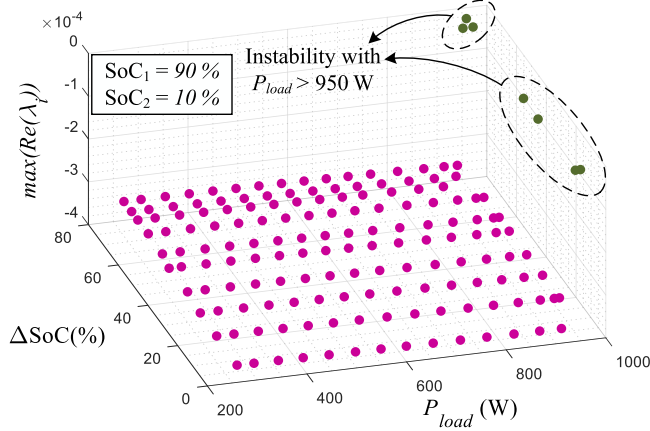 ×10⁻⁴
0
-1
-2
-3
-4
max(Re(λᵢ))
SoC₁ = 90 %
SoC₂ = 10 %
Instability with
P_load > 950 W
80
60
40
20
0
ΔSoC(%)
200
400
600
800
1000
P_load (W)